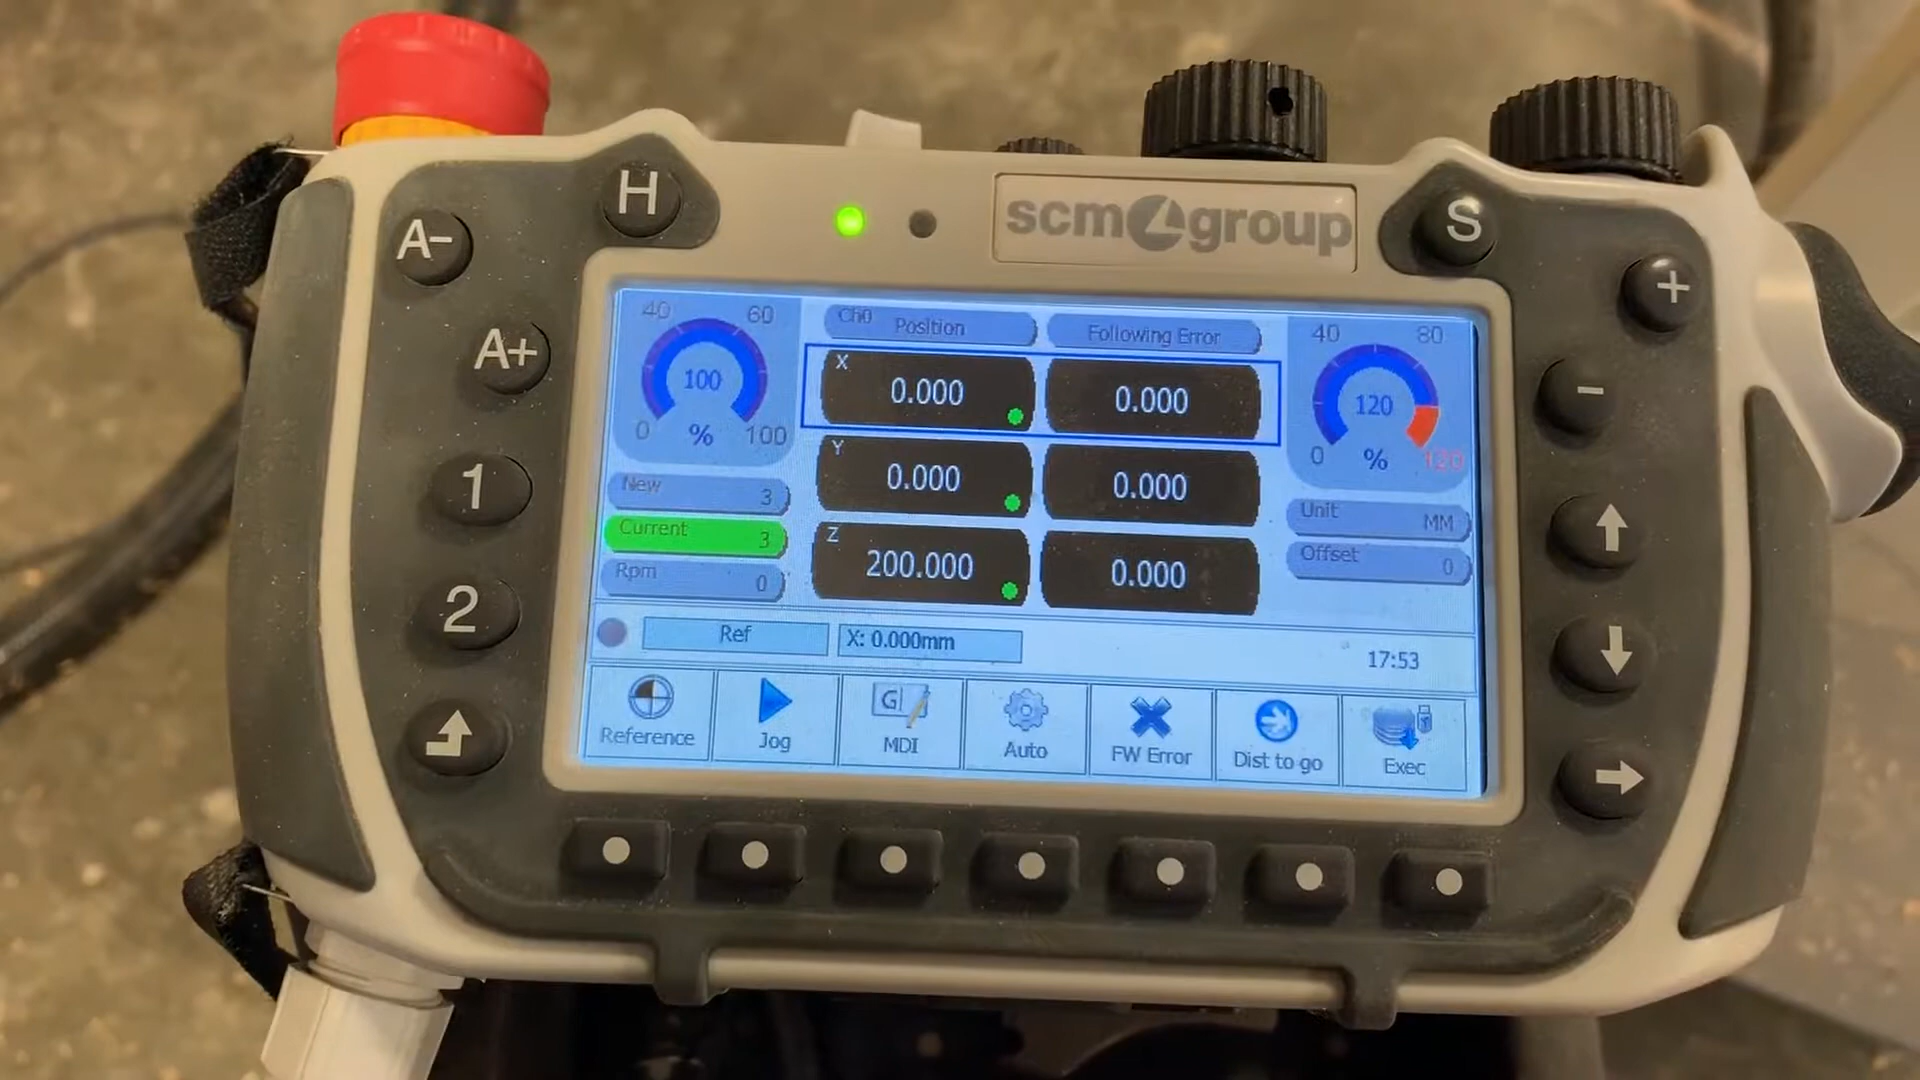 H
A-
A+
1
2
scm group
S
+
-
40 60
100
0 % 100
New 3
Current 3
Rpm 0
Ch0 Position Following Error
X 0.000 0.000
Y 0.000 0.000
Z 200.000 0.000
40 80
120
0 % 120
Unit MM
Offset 0
Ref X: 0.000mm 17:53
Reference Jog G MDI Auto FW Error Dist to go Exec